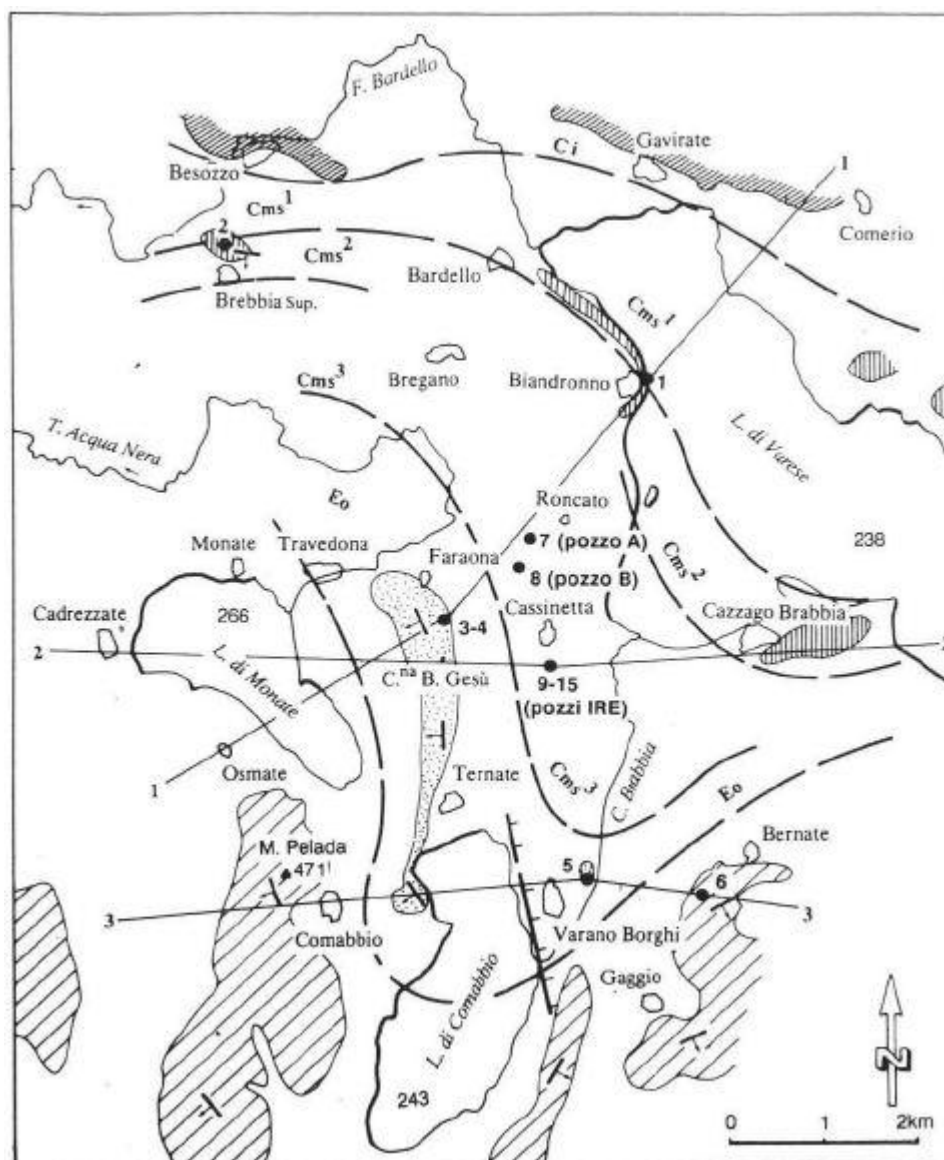 F. Bardello
Ci
Gavirate
1
Besozzo
Cms1
Comerio
2
Cms2
Bardello
Brebbia Sup.
Cms1
Cms3
Bregano
Biandronno
1
T. Acqua Nera
L. di Varese
Eo
Roncato
Monate
Travedona
7 (pozzo A)
238
Faraona
8 (pozzo B)
Cms2
Cadrezzate
266
Cassinetta
Cazzago Brabbia
3-4
2
L. di Monate
C.na B. Gesù
9-15
(pozzi IRE)
Osmate
1
Ternate
Cms3
C. Brabbia
Eo
M. Pelada
471
Bernate
5
6
3
3
Comabbio
Varano Borghi
Gaggio
L. di Comabbio
243
N
0 1 2km